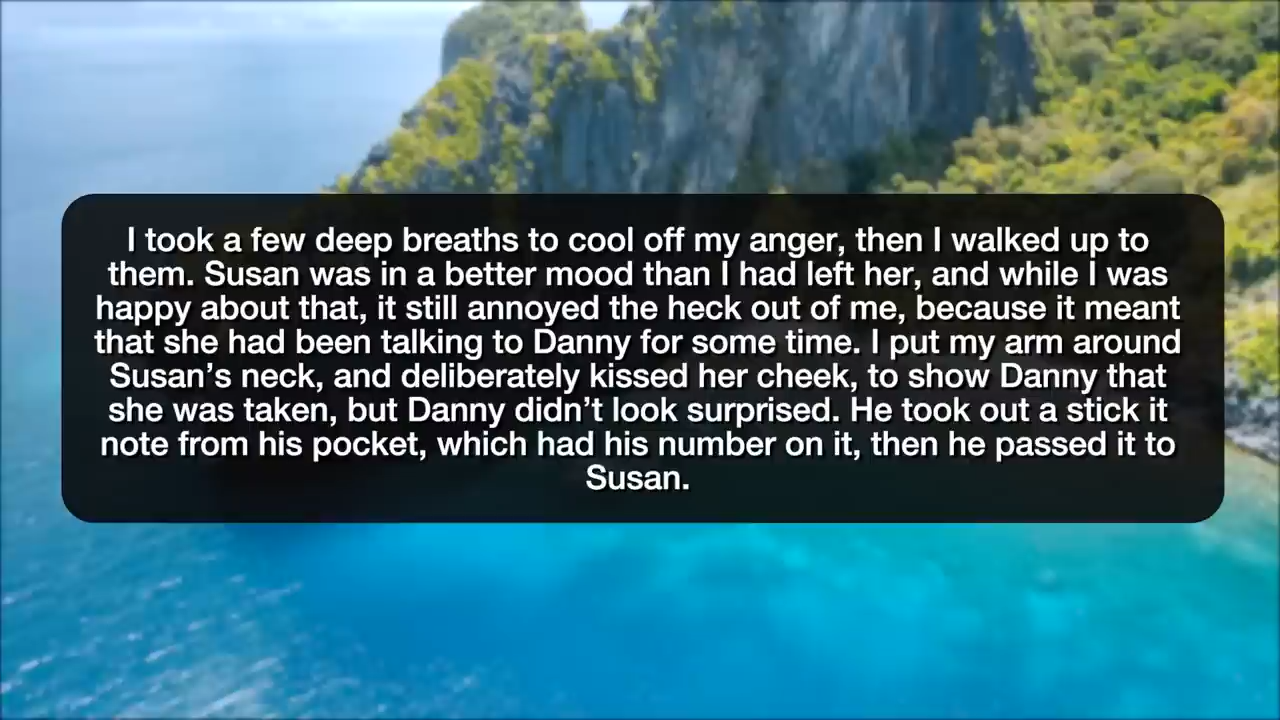 I took a few deep breaths to cool off my anger, then I walked up to
them. Susan was in a better mood than I had left her, and while I was
happy about that, it still annoyed the heck out of me, because it meant
that she had been talking to Danny for some time. I put my arm around
Susan’s neck, and deliberately kissed her cheek, to show Danny that
she was taken, but Danny didn’t look surprised. He took out a stick it
note from his pocket, which had his number on it, then he passed it to
Susan.